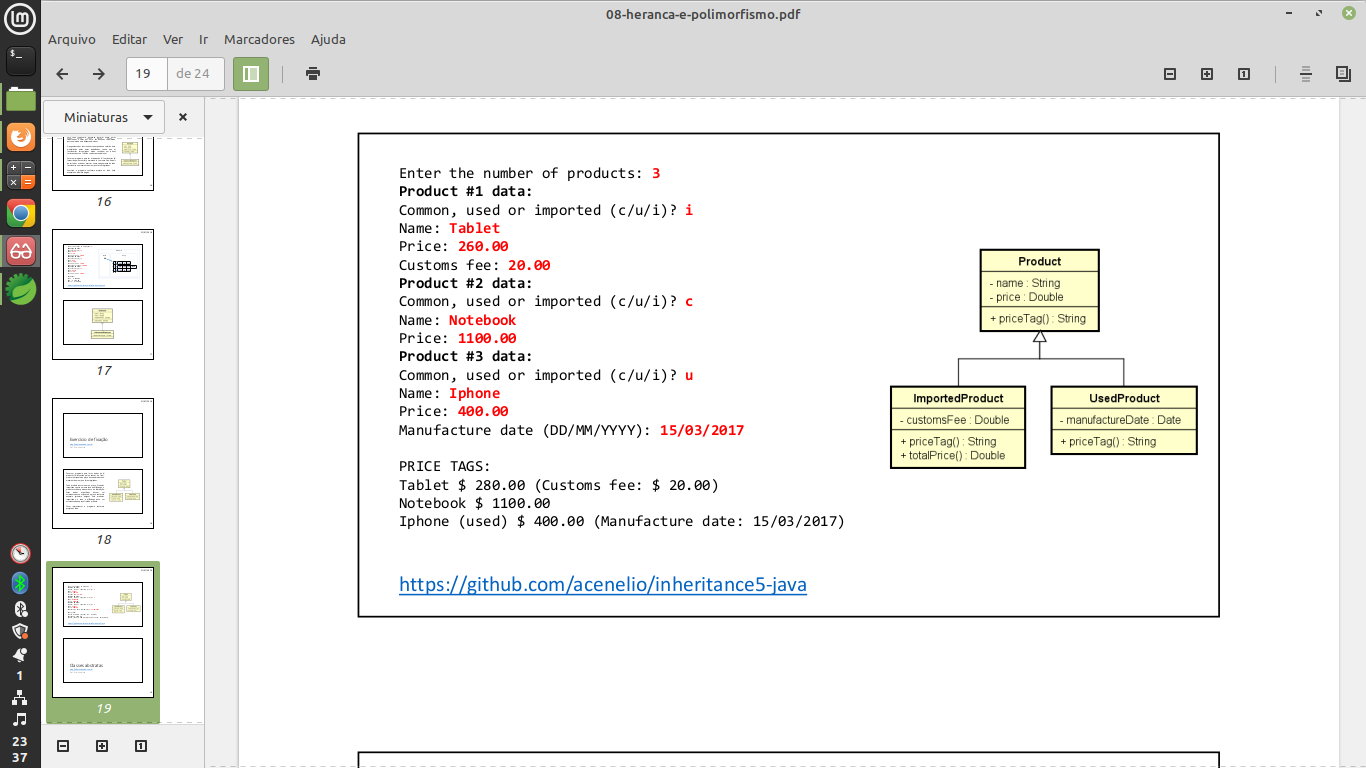 08-heranca-e-polimorfismo.pdf
Arquivo Editar Ver Ir Marcadores Ajuda
19 de 24
Miniaturas
16
17
Exercício de fixação
18
Classes abstratas
19
23
37
1
Enter the number of products: 3
Product #1 data:
Common, used or imported (c/u/i)? i
Name: Tablet
Price: 260.00
Customs fee: 20.00
Product #2 data:
Common, used or imported (c/u/i)? c
Name: Notebook
Price: 1100.00
Product #3 data:
Common, used or imported (c/u/i)? u
Name: Iphone
Price: 400.00
Manufacture date (DD/MM/YYYY): 15/03/2017
PRICE TAGS:
Tablet $ 280.00 (Customs fee: $ 20.00)
Notebook $ 1100.00
Iphone (used) $ 400.00 (Manufacture date: 15/03/2017)
https://github.com/acenelio/inheritance5-java
Product
- name : String
- price : Double
+ priceTag() : String
ImportedProduct
- customsFee : Double
+ priceTag() : String
+ totalPrice() : Double
UsedProduct
- manufactureDate : Date
+ priceTag() : String